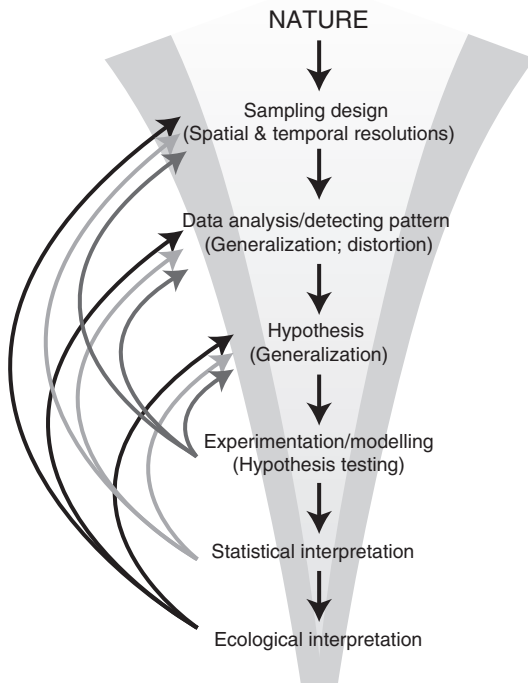 NATURE
Sampling design
(Spatial & temporal resolutions)
Data analysis/detecting pattern
(Generalization; distortion)
Hypothesis
(Generalization)
Experimentation/modelling
(Hypothesis testing)
Statistical interpretation
Ecological interpretation